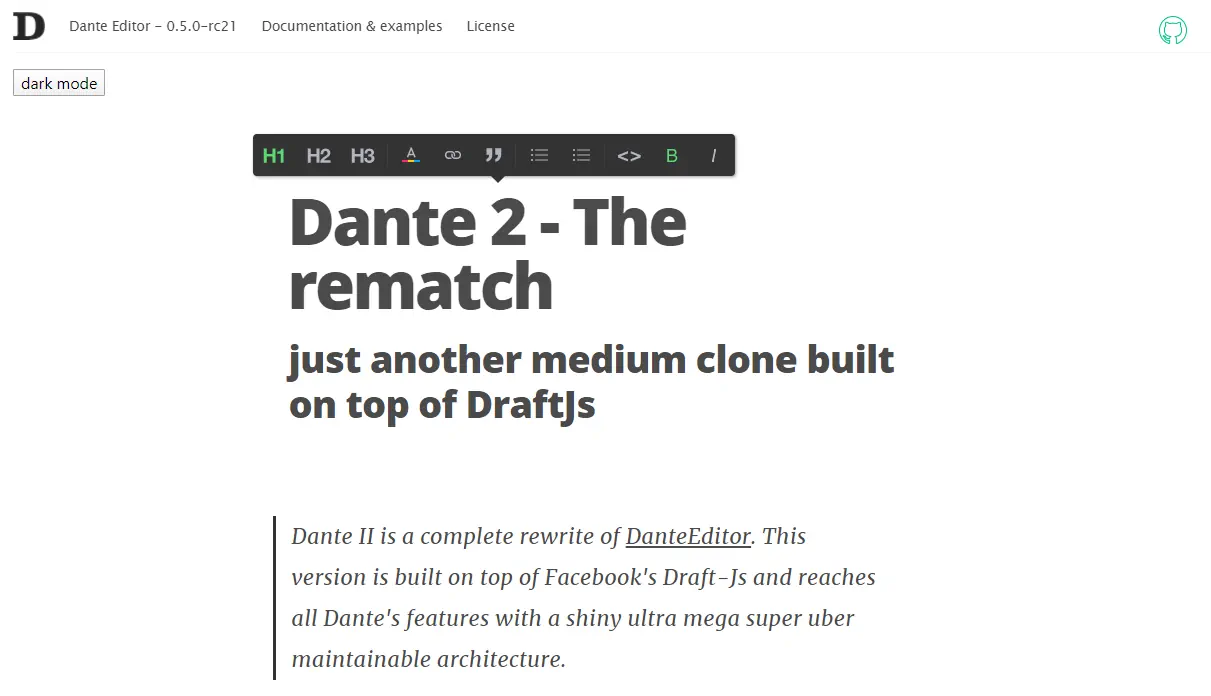 D Dante Editor - 0.5.0-rc21 Documentation & examples License
dark mode
H1 H2 H3 A ” <> B I
Dante 2 - The
rematch
just another medium clone built
on top of DraftJs
Dante II is a complete rewrite of DanteEditor. This
version is built on top of Facebook's Draft-Js and reaches
all Dante's features with a shiny ultra mega super uber
maintainable architecture.